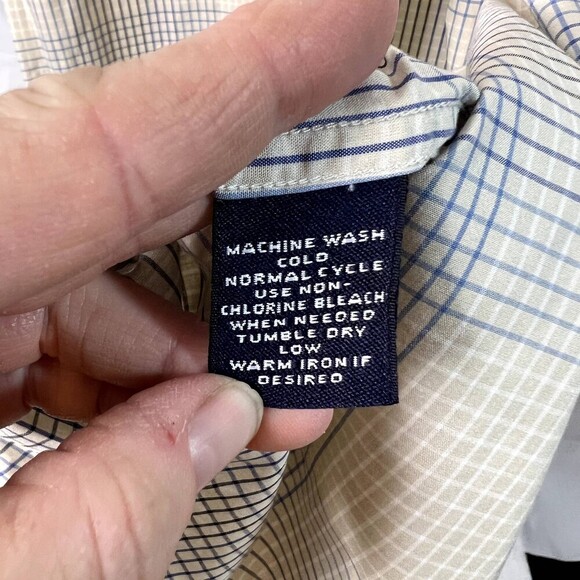 MACHINE WASH
COLD
NORMAL CYCLE
USE NON-
CHLORINE BLEACH
WHEN NEEDED
TUMBLE DRY
LOW
WARM IRON IF
DESIRED